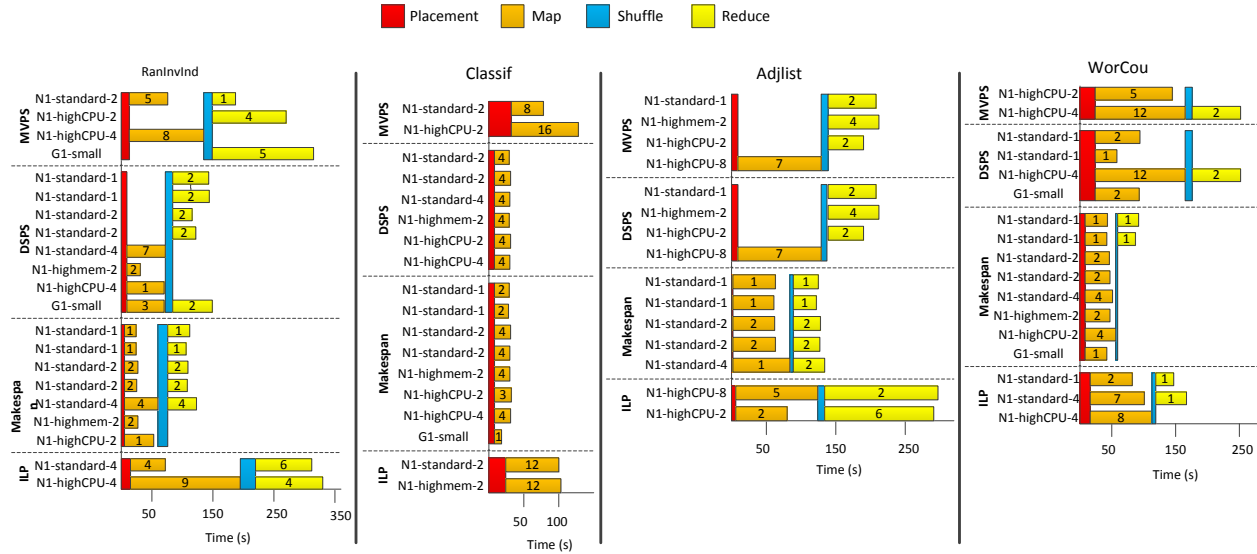 Placement Map Shuffle Reduce
RanInvInd
MVPS
N1-standard-2 5 1
N1-highCPU-2 4
N1-highCPU-4 8
G1-small 5
DSPS
N1-standard-1 2
N1-standard-1 2
N1-standard-2 2
N1-standard-2 2
N1-standard-4 7
N1-highmem-2 2
N1-highCPU-4 1
G1-small 3 2
Makespa
n
N1-standard-1 1 1
N1-standard-1 1 1
N1-standard-2 2 2
N1-standard-2 2 2
N1-standard-4 4 4
N1-highmem-2 2
N1-highCPU-2 1
ILP
N1-standard-4 4 6
N1-highCPU-4 9 4
50 150 250 350
Time (s)
Classif
MVPS
N1-standard-2 8
N1-highCPU-2 16
DSPS
N1-standard-2 4
N1-standard-2 4
N1-standard-4 4
N1-highmem-2 4
N1-highCPU-2 4
N1-highCPU-4 4
Makespan
N1-standard-1 2
N1-standard-1 2
N1-standard-2 4
N1-standard-2 4
N1-highmem-2 4
N1-highCPU-2 3
N1-highCPU-4 4
G1-small 1
ILP
N1-standard-2 12
N1-highmem-2 12
50 100
Time (s)
Adjlist
MVPS
N1-standard-1 2
N1-highmem-2 4
N1-highCPU-2 2
N1-highCPU-8 7
DSPS
N1-standard-1 2
N1-highmem-2 4
N1-highCPU-2 2
N1-highCPU-8 7
Makespan
N1-standard-1 1 1
N1-standard-1 1 1
N1-standard-2 2 2
N1-standard-2 2 2
N1-standard-4 1 2
ILP
N1-highCPU-8 5 2
N1-highCPU-2 2 6
50 150 250
Time (s)
WorCou
MVPS
N1-highCPU-2 5
N1-highCPU-4 12 2
DSPS
N1-standard-1 2
N1-standard-1 1
N1-highCPU-4 12 2
G1-small 2
Makespan
N1-standard-1 1 1
N1-standard-1 1 1
N1-standard-2 2
N1-standard-2 2
N1-standard-4 4
N1-highmem-2 2
N1-highCPU-2 4
G1-small 1
ILP
N1-standard-1 2 1
N1-standard-4 7 1
N1-highCPU-4 8
50 150 250
Time (s)